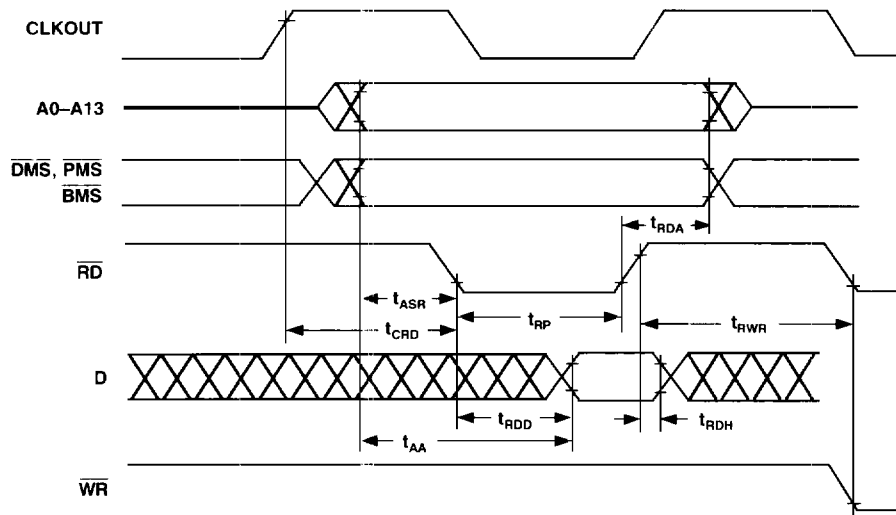 CLKOUT
A0–A13
DMS, PMS
BMS
tRDA
RD
tASR
tRP
tCRD
tRWR
D
tRDD
tRDH
tAA
WR